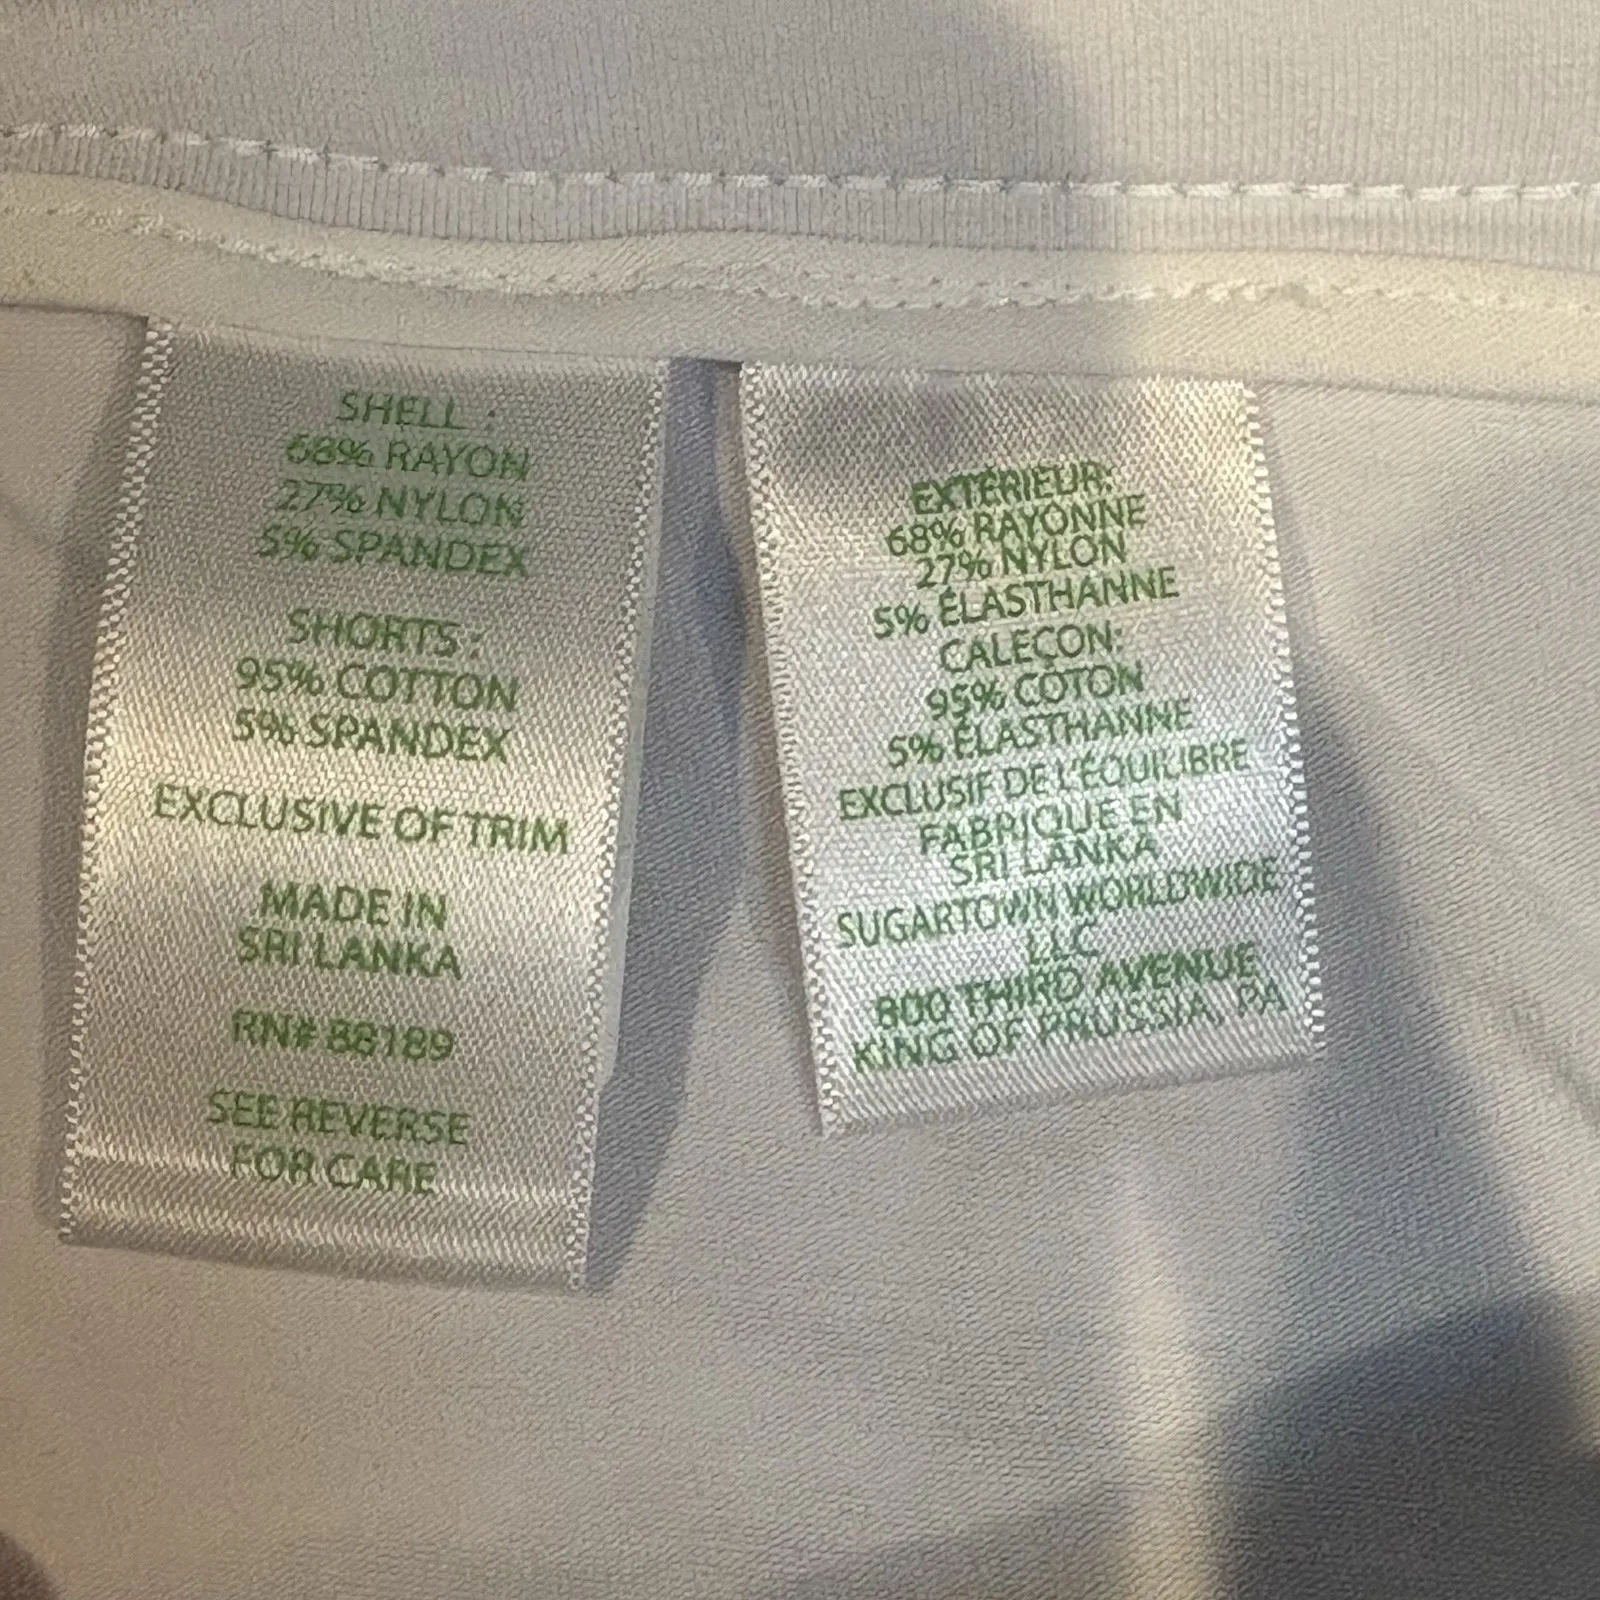 SHELL :
68% RAYON
27% NYLON
5% SPANDEX
SHORTS :
95% COTTON
5% SPANDEX
EXCLUSIVE OF TRIM
MADE IN
SRI LANKA
RN# 88189
SEE REVERSE
FOR CARE
EXTÉRIEUR:
68% RAYONNE
27% NYLON
5% ÉLASTHANNE
CALEÇON:
95% COTON
5% ÉLASTHANNE
EXCLUSIF DE L'ÉQUILIBRE
FABRIQUE EN
SRI LANKA
SUGARTOWN WORLDWIDE
LLC
800 THIRD AVENUE
KING OF PRUSSIA, PA